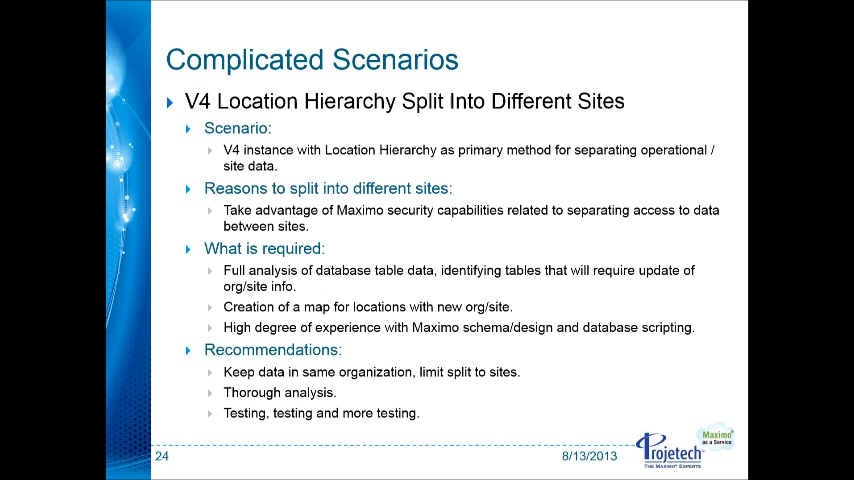 Complicated Scenarios
V4 Location Hierarchy Split Into Different Sites
Scenario:
V4 instance with Location Hierarchy as primary method for separating operational /
site data.
Reasons to split into different sites:
Take advantage of Maximo security capabilities related to separating access to data
between sites.
What is required:
Full analysis of database table data, identifying tables that will require update of
org/site info.
Creation of a map for locations with new org/site.
High degree of experience with Maximo schema/design and database scripting.
Recommendations:
Keep data in same organization, limit split to sites.
Thorough analysis.
Testing, testing and more testing.
24
8/13/2013
Projetech™
THE MAXIMO® EXPERTS
Maximo®
as a Service